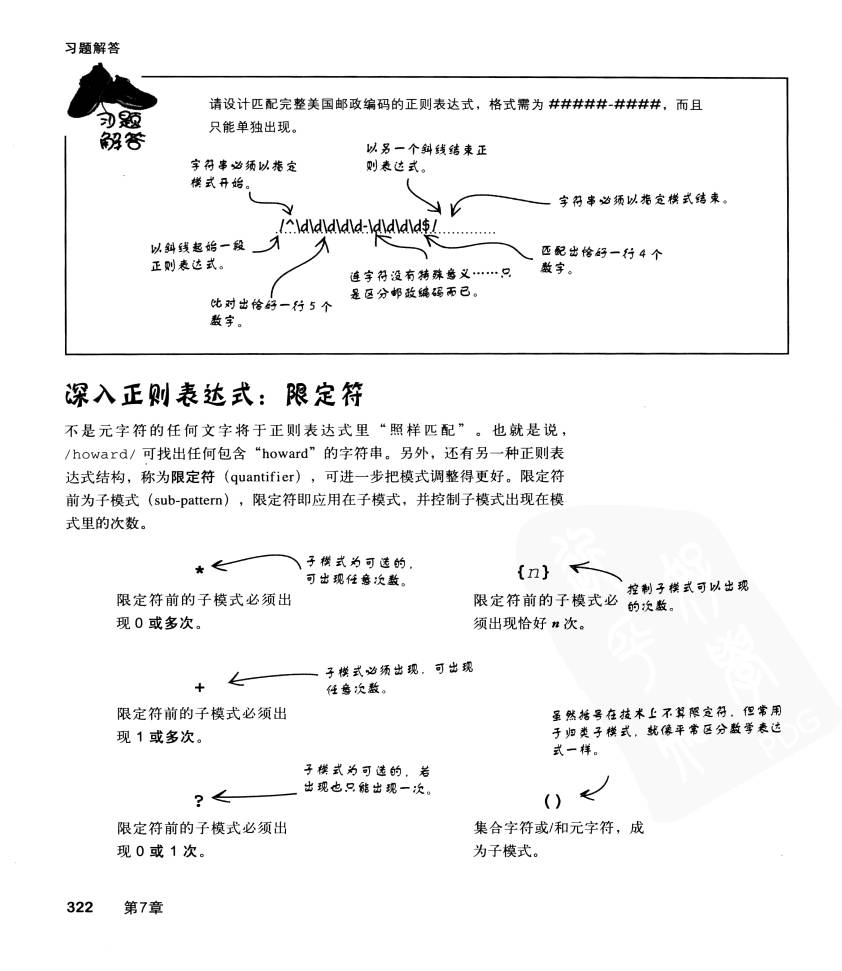 习题解答
习题
解答
请设计匹配完整美国邮政编码的正则表达式，格式需为 #####-####，而且
只能单独出现。
以另一个斜线结束正
则表达式。
字符串必须以指定
模式开始。
字符串必须以指定模式结束。
/^\d\d\d\d\d-\d\d\d\d$/
以斜线起始一段
正则表达式。
匹配出恰好一行 4 个
数字。
连字符没有特殊意义……只
是区分邮政编码而已。
比对出恰好一行 5 个
数字。
深入正则表达式：限定符
不是元字符的任何文字将于正则表达式里“照样匹配”。也就是说，
/howard/ 可找出任何包含“howard”的字符串。另外，还有另一种正则表
达式结构，称为限定符（quantifier），可进一步把模式调整得更好。限定符
前为子模式（sub-pattern），限定符即应用在子模式，并控制子模式出现在模
式里的次数。
*
子模式为可选的，
可出现任意次数。
限定符前的子模式必须出
现 0 或多次。
{n}
控制子模式可以出现
的次数。
限定符前的子模式必
须出现恰好 n 次。
+
子模式必须出现，可出现
任意次数。
限定符前的子模式必须出
现 1 或多次。
虽然括号在技术上不算限定符，但常用
于归类子模式，就像平常区分数学表达
式一样。
?
子模式为可选的，若
出现也只能出现一次。
限定符前的子模式必须出
现 0 或 1 次。
()
集合字符或/和元字符，成
为子模式。
PDG
322 第7章